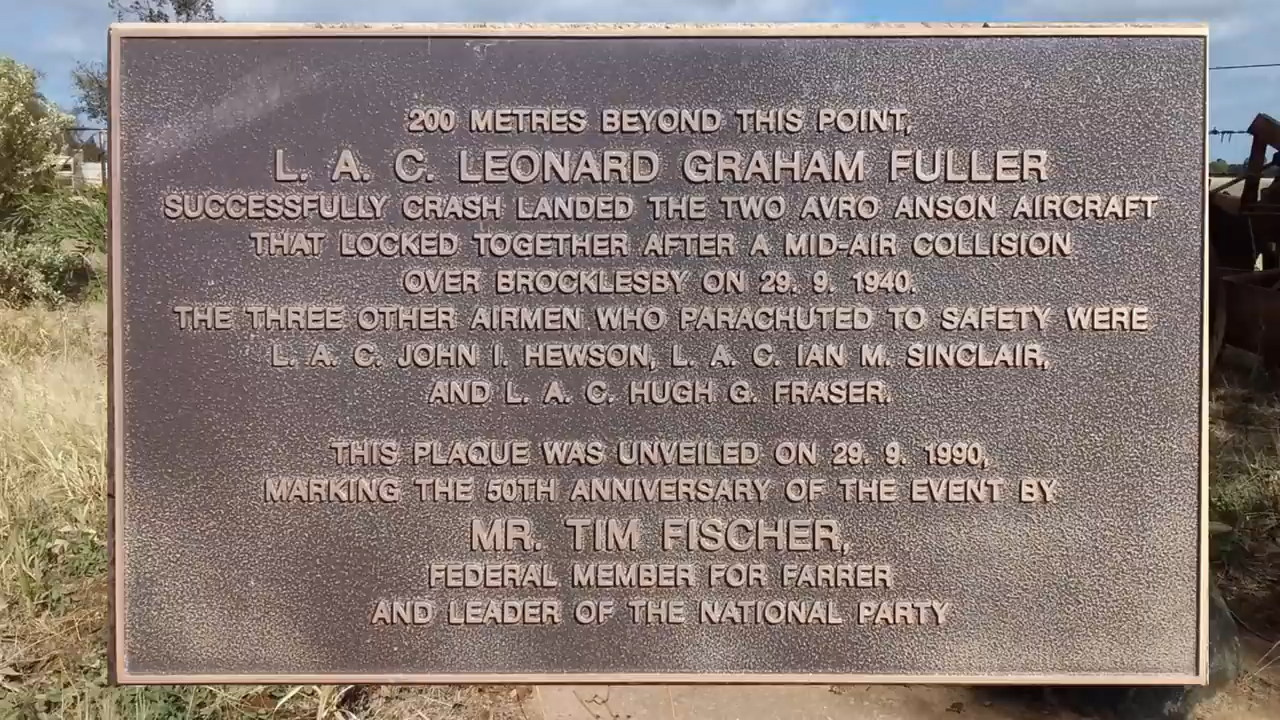 200 METRES BEYOND THIS POINT,
L. A. C. LEONARD GRAHAM FULLER
SUCCESSFULLY CRASH LANDED THE TWO AVRO ANSON AIRCRAFT
THAT LOCKED TOGETHER AFTER A MID-AIR COLLISION
OVER BROCKLESBY ON 29. 9. 1940.
THE THREE OTHER AIRMEN WHO PARACHUTED TO SAFETY WERE
L. A. C. JOHN I. HEWSON, L. A. C. IAN M. SINCLAIR,
AND L. A. C. HUGH G. FRASER.
THIS PLAQUE WAS UNVEILED ON 29. 9. 1990,
MARKING THE 50TH ANNIVERSARY OF THE EVENT BY
MR. TIM FISCHER,
FEDERAL MEMBER FOR FARRER
AND LEADER OF THE NATIONAL PARTY